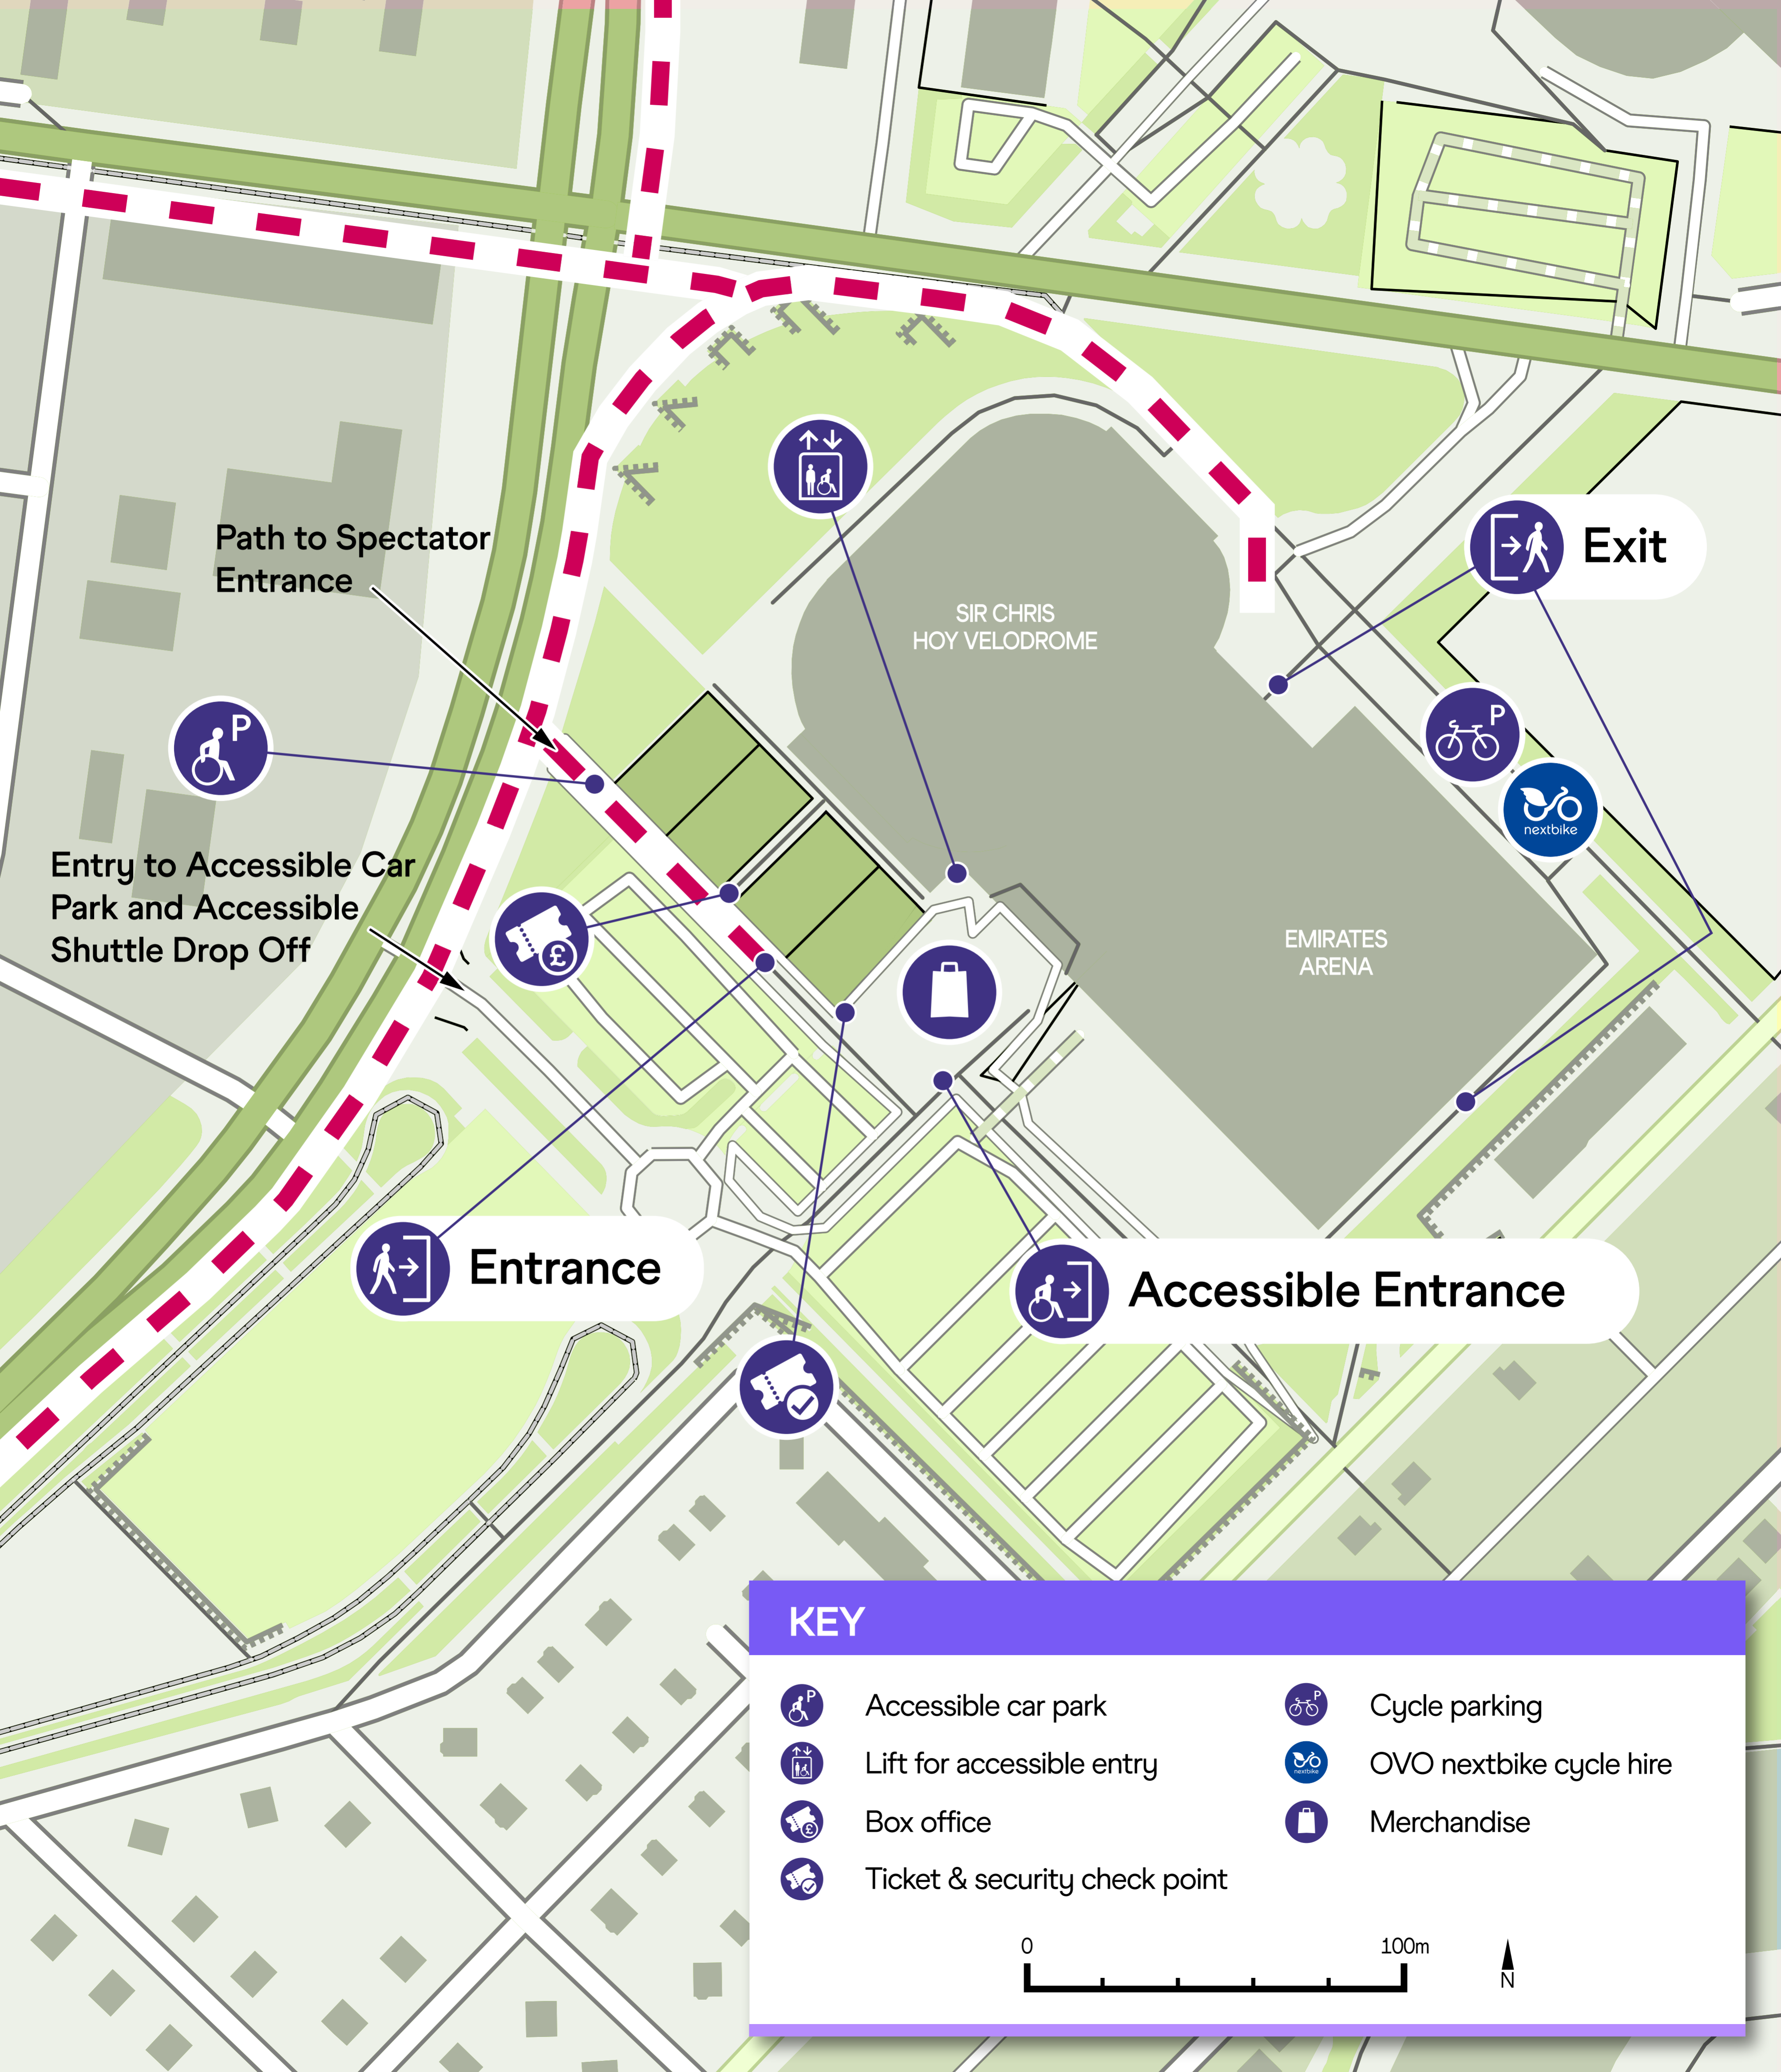 Path to Spectator
Entrance
SIR CHRIS
HOY VELODROME
Exit
P
P
nextbike
Entry to Accessible Car
Park and Accessible
Shuttle Drop Off
£
EMIRATES
ARENA
Entrance
Accessible Entrance
KEY
P
Accessible car park
Lift for accessible entry
£
Box office
Ticket & security check point
P
Cycle parking
nextbike
OVO nextbike cycle hire
Merchandise
0
100m
N